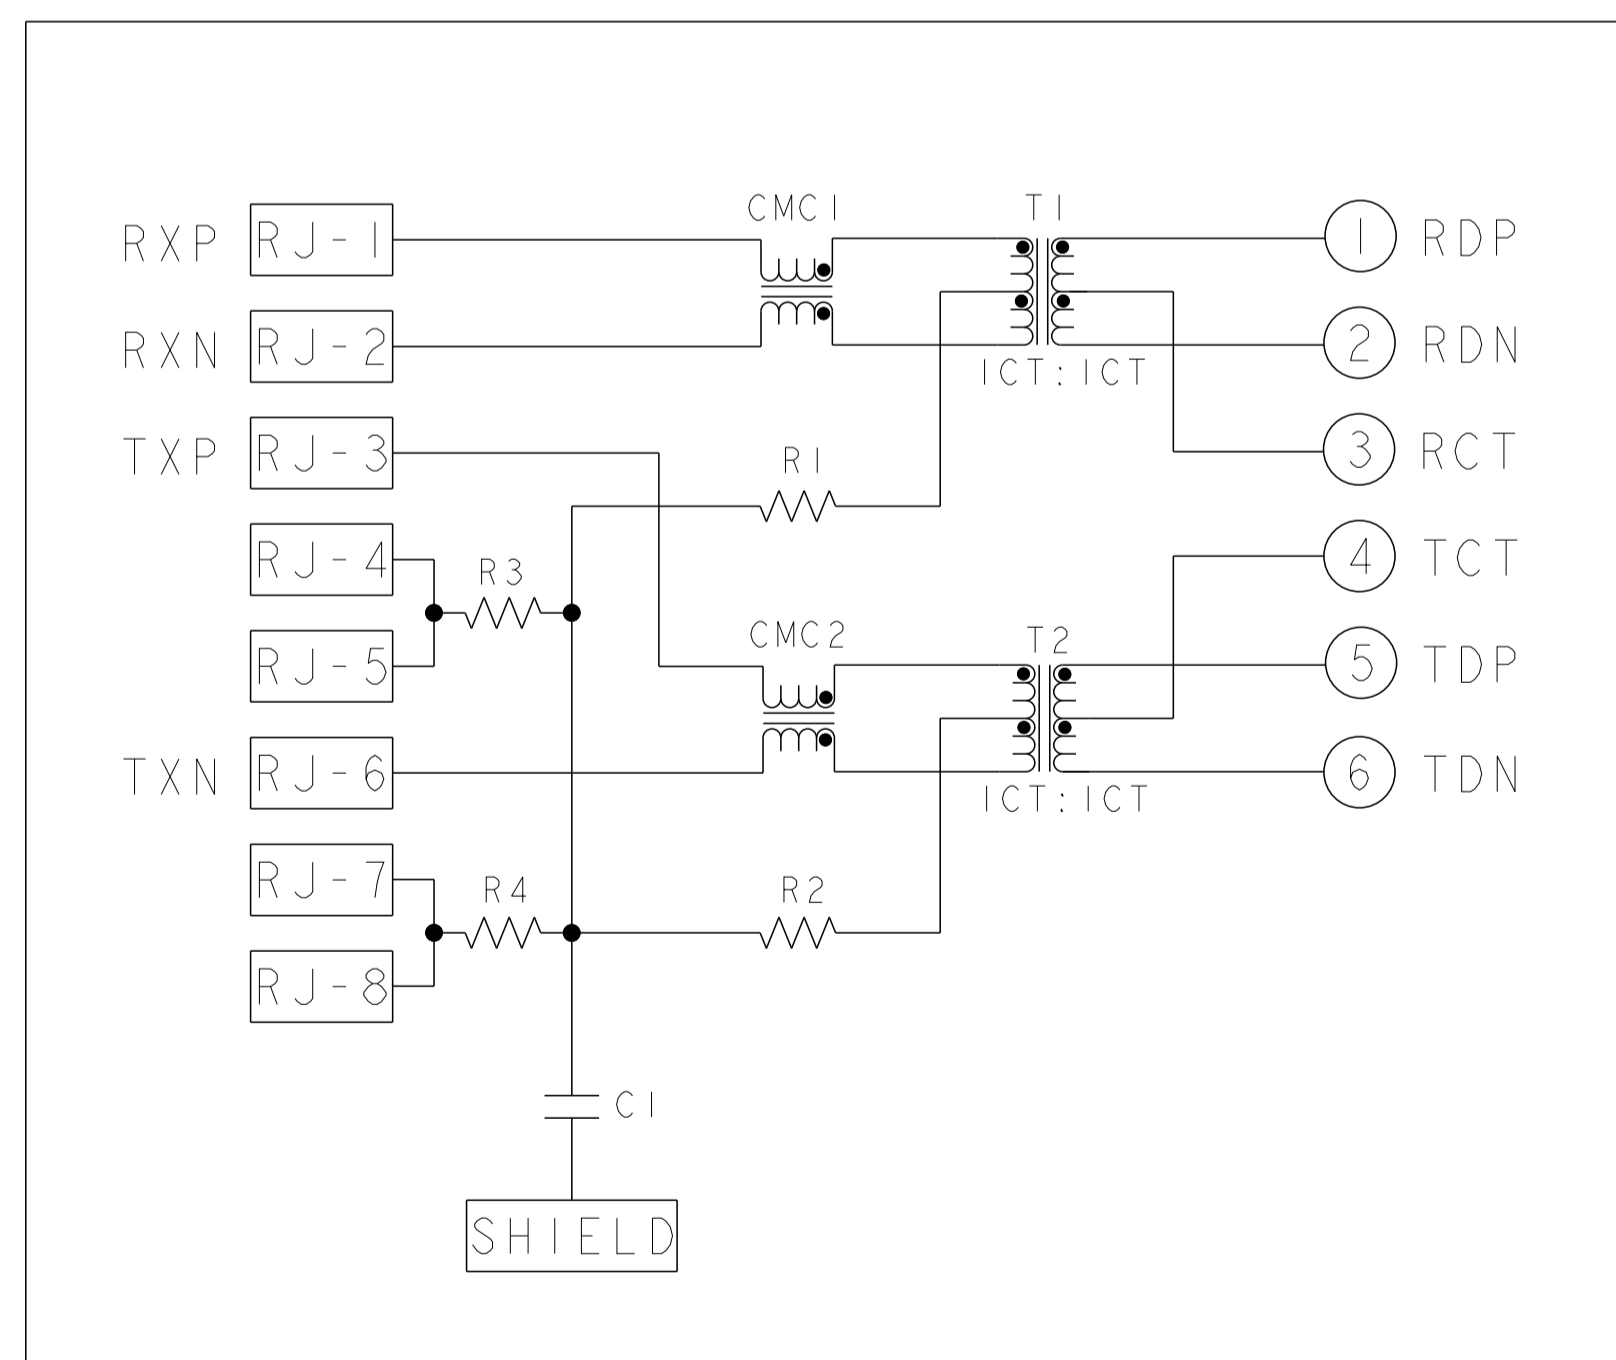 CMC1 T1
RXP RJ-1 1 RDP
RXN RJ-2 2 RDN
1CT:1CT
TXP RJ-3 R1 3 RCT
RJ-4 R3 4 TCT
RJ-5 CMC2 T2 5 TDP
TXN RJ-6 6 TDN
1CT:1CT
RJ-7 R4 R2
RJ-8
C1
SHIELD